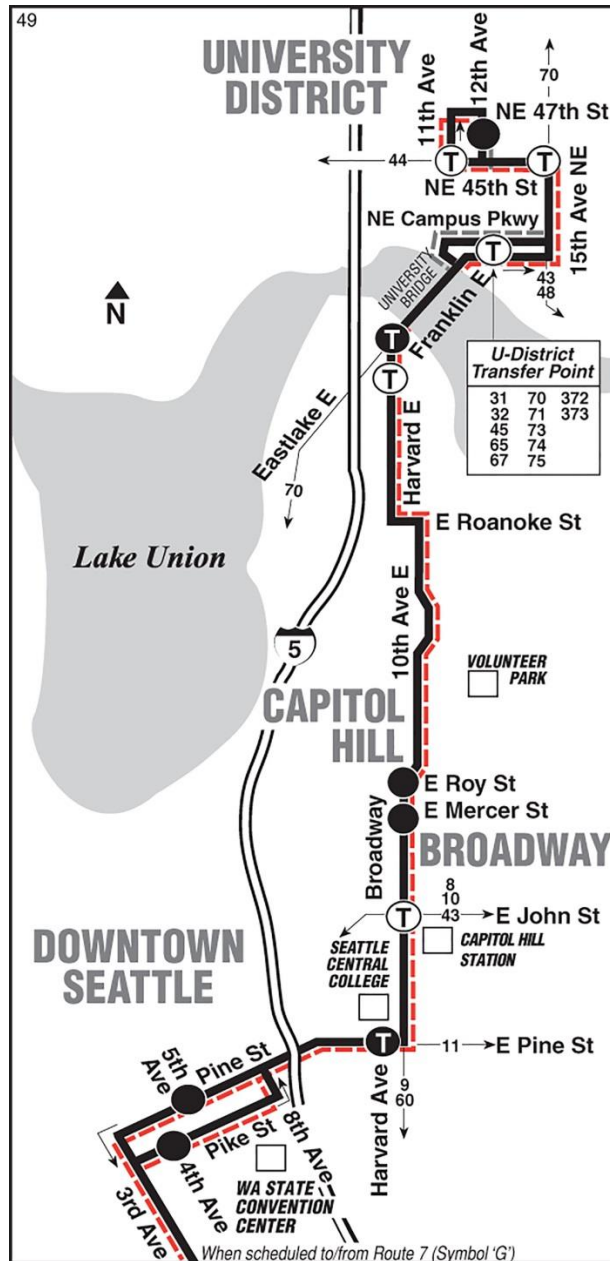 49
UNIVERSITY
DISTRICT
11th Ave
12th Ave
70
NE 47th St
T
T
44
NE 45th St
15th Ave NE
NE Campus Pkwy
T
UNIVERSITY
BRIDGE
43
48
N
Franklin E
T
T
U-District
Transfer Point
31 70 372
32 71 373
45 73
65 74
67 75
Eastlake E
70
Harvard E
E Roanoke St
Lake Union
10th Ave E
5
VOLUNTEER
PARK
CAPITOL
HILL
E Roy St
E Mercer St
Broadway
BROADWAY
8
10
43
T
E John St
SEATTLE
CENTRAL
COLLEGE
CAPITOL HILL
STATION
DOWNTOWN
SEATTLE
T
11
E Pine St
5th
Ave
Pine St
Harvard Ave
9
60
Pike St
4th Ave
8th Ave
3rd Ave
WA STATE
CONVENTION
CENTER
When scheduled to/from Route 7 (Symbol ‘G’)